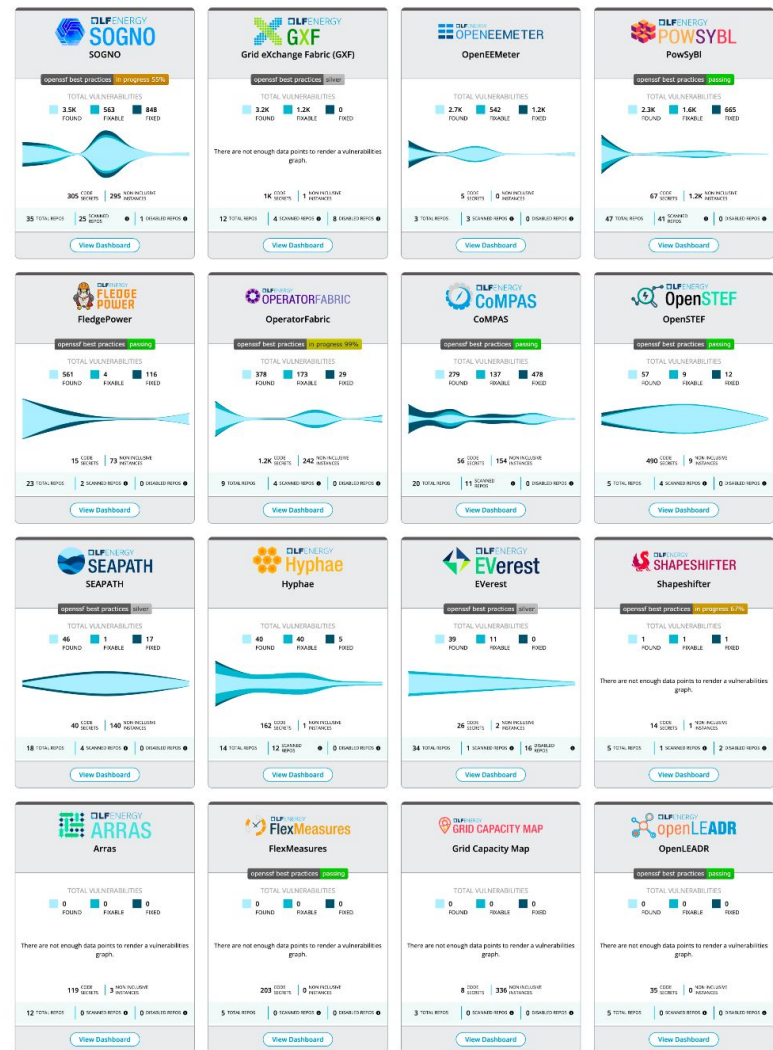 LFENERGY
SOGNO
SOGNO
openssf best practices in progress 55%
TOTAL VULNERABILITIES
3.5K 563 848
FOUND FIXABLE FIXED
305 CODE SECRETS 295 NON INCLUSIVE INSTANCES
35 TOTAL REPOS 25 SCANNED REPOS 1 DISABLED REPOS
View Dashboard
LFENERGY
GXF
Grid eXchange Fabric (GXF)
openssf best practices silver
TOTAL VULNERABILITIES
3.2K 1.2K 0
FOUND FIXABLE FIXED
There are not enough data points to render a vulnerabilities
graph.
1K CODE SECRETS 1 NON INCLUSIVE INSTANCES
12 TOTAL REPOS 4 SCANNED REPOS 8 DISABLED REPOS
View Dashboard
LFENERGY
OPENEEMETER
OpenEEMeter
TOTAL VULNERABILITIES
2.7K 542 1.2K
FOUND FIXABLE FIXED
5 CODE SECRETS 0 NON INCLUSIVE INSTANCES
3 TOTAL REPOS 3 SCANNED REPOS 0 DISABLED REPOS
View Dashboard
LFENERGY
POWSYBL
PowSyBl
openssf best practices passing
TOTAL VULNERABILITIES
2.3K 1.6K 665
FOUND FIXABLE FIXED
67 CODE SECRETS 1.2K NON INCLUSIVE INSTANCES
47 TOTAL REPOS 41 SCANNED REPOS 0 DISABLED REPOS
View Dashboard
LFENERGY
FLEDGE
POWER
FledgePower
openssf best practices passing
TOTAL VULNERABILITIES
561 4 116
FOUND FIXABLE FIXED
15 CODE SECRETS 73 NON INCLUSIVE INSTANCES
23 TOTAL REPOS 2 SCANNED REPOS 0 DISABLED REPOS
View Dashboard
LFENERGY
OPERATORFABRIC
OperatorFabric
openssf best practices in progress 99%
TOTAL VULNERABILITIES
378 173 29
FOUND FIXABLE FIXED
1.2K CODE SECRETS 242 NON INCLUSIVE INSTANCES
9 TOTAL REPOS 4 SCANNED REPOS 0 DISABLED REPOS
View Dashboard
LFENERGY
CoMPAS
CoMPAS
openssf best practices passing
TOTAL VULNERABILITIES
279 137 478
FOUND FIXABLE FIXED
56 CODE SECRETS 154 NON INCLUSIVE INSTANCES
20 TOTAL REPOS 11 SCANNED REPOS 0 DISABLED REPOS
View Dashboard
LFENERGY
OpenSTEF
OpenSTEF
openssf best practices passing
TOTAL VULNERABILITIES
57 9 12
FOUND FIXABLE FIXED
490 CODE SECRETS 9 NON INCLUSIVE INSTANCES
5 TOTAL REPOS 4 SCANNED REPOS 0 DISABLED REPOS
View Dashboard
LFENERGY
SEAPATH
SEAPATH
openssf best practices silver
TOTAL VULNERABILITIES
46 1 17
FOUND FIXABLE FIXED
40 CODE SECRETS 140 NON INCLUSIVE INSTANCES
18 TOTAL REPOS 4 SCANNED REPOS 0 DISABLED REPOS
View Dashboard
LFENERGY
Hyphae
Hyphae
TOTAL VULNERABILITIES
40 40 5
FOUND FIXABLE FIXED
162 CODE SECRETS 1 NON INCLUSIVE INSTANCES
14 TOTAL REPOS 12 SCANNED REPOS 0 DISABLED REPOS
View Dashboard
LFENERGY
EVerest
EVerest
openssf best practices silver
TOTAL VULNERABILITIES
39 11 0
FOUND FIXABLE FIXED
26 CODE SECRETS 2 NON INCLUSIVE INSTANCES
34 TOTAL REPOS 1 SCANNED REPOS 16 DISABLED REPOS
View Dashboard
LFENERGY
SHAPESHIFTER
Shapeshifter
openssf best practices in progress 67%
TOTAL VULNERABILITIES
1 1 1
FOUND FIXABLE FIXED
There are not enough data points to render a vulnerabilities
graph.
14 CODE SECRETS 1 NON INCLUSIVE INSTANCES
5 TOTAL REPOS 1 SCANNED REPOS 2 DISABLED REPOS
View Dashboard
LFENERGY
ARRAS
Arras
TOTAL VULNERABILITIES
0 0 0
FOUND FIXABLE FIXED
There are not enough data points to render a vulnerabilities
graph.
119 CODE SECRETS 3 NON INCLUSIVE INSTANCES
12 TOTAL REPOS 0 SCANNED REPOS 0 DISABLED REPOS
View Dashboard
LFENERGY
FlexMeasures
FlexMeasures
openssf best practices passing
TOTAL VULNERABILITIES
0 0 0
FOUND FIXABLE FIXED
There are not enough data points to render a vulnerabilities
graph.
203 CODE SECRETS 0 NON INCLUSIVE INSTANCES
5 TOTAL REPOS 0 SCANNED REPOS 0 DISABLED REPOS
View Dashboard
LFENERGY
GRID CAPACITY MAP
Grid Capacity Map
TOTAL VULNERABILITIES
0 0 0
FOUND FIXABLE FIXED
There are not enough data points to render a vulnerabilities
graph.
8 CODE SECRETS 336 NON INCLUSIVE INSTANCES
3 TOTAL REPOS 0 SCANNED REPOS 0 DISABLED REPOS
View Dashboard
LFENERGY
openLEADR
OpenLEADR
openssf best practices passing
TOTAL VULNERABILITIES
0 0 0
FOUND FIXABLE FIXED
There are not enough data points to render a vulnerabilities
graph.
35 CODE SECRETS 0 NON INCLUSIVE INSTANCES
5 TOTAL REPOS 0 SCANNED REPOS 0 DISABLED REPOS
View Dashboard